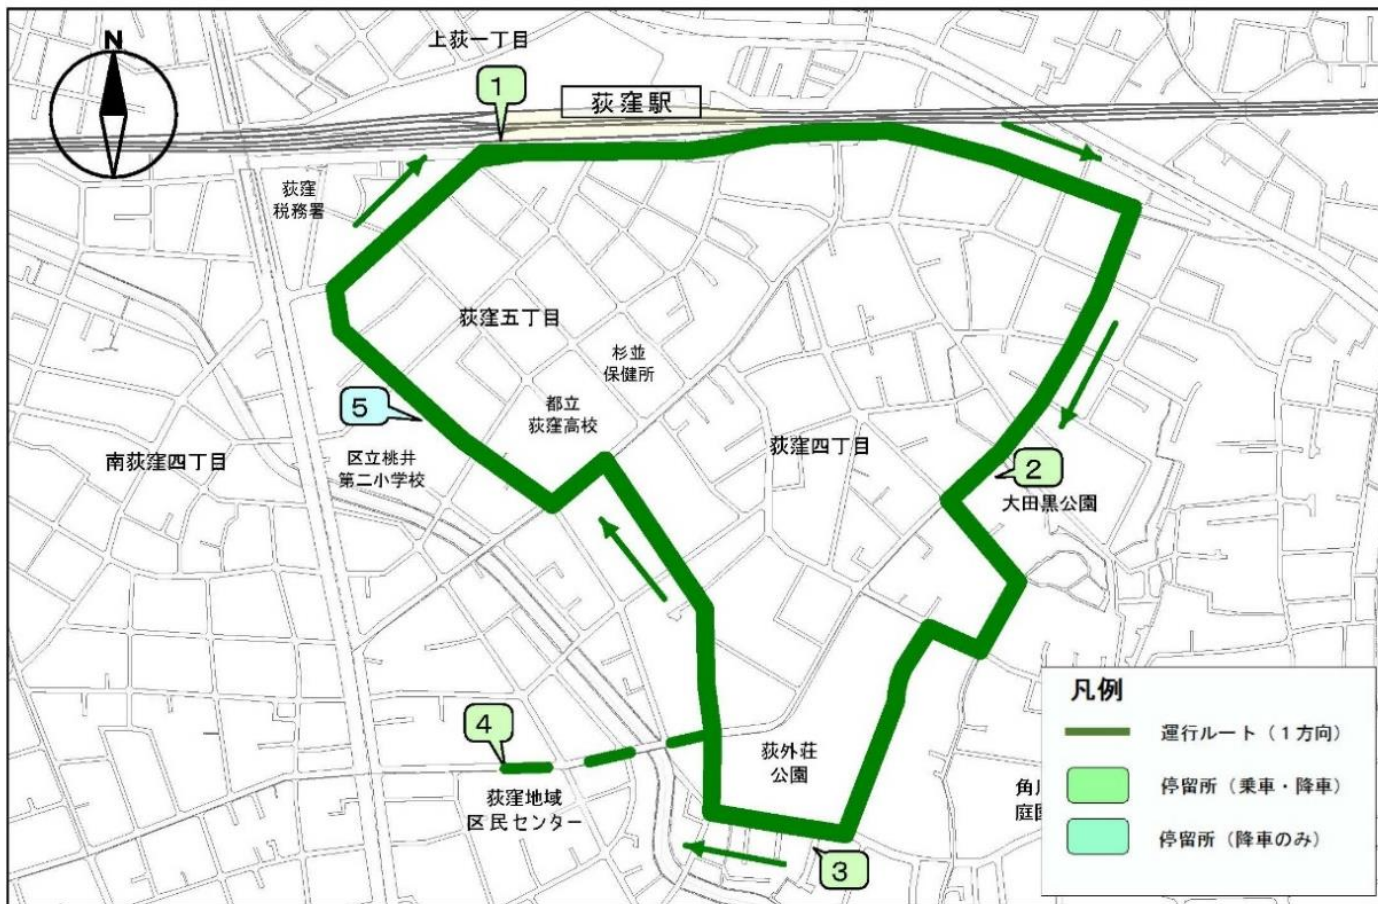 N
上荻一丁目
1
荻窪駅
荻窪
税務署
荻窪五丁目
杉並
保健所
5
都立
荻窪高校
荻窪四丁目
南荻窪四丁目
区立桃井
第二小学校
2
大田黒公園
4
荻外荘
公園
荻窪地域
区民センター
3
角川
庭園
凡例
運行ルート（1方向）
停留所（乗車・降車）
停留所（降車のみ）